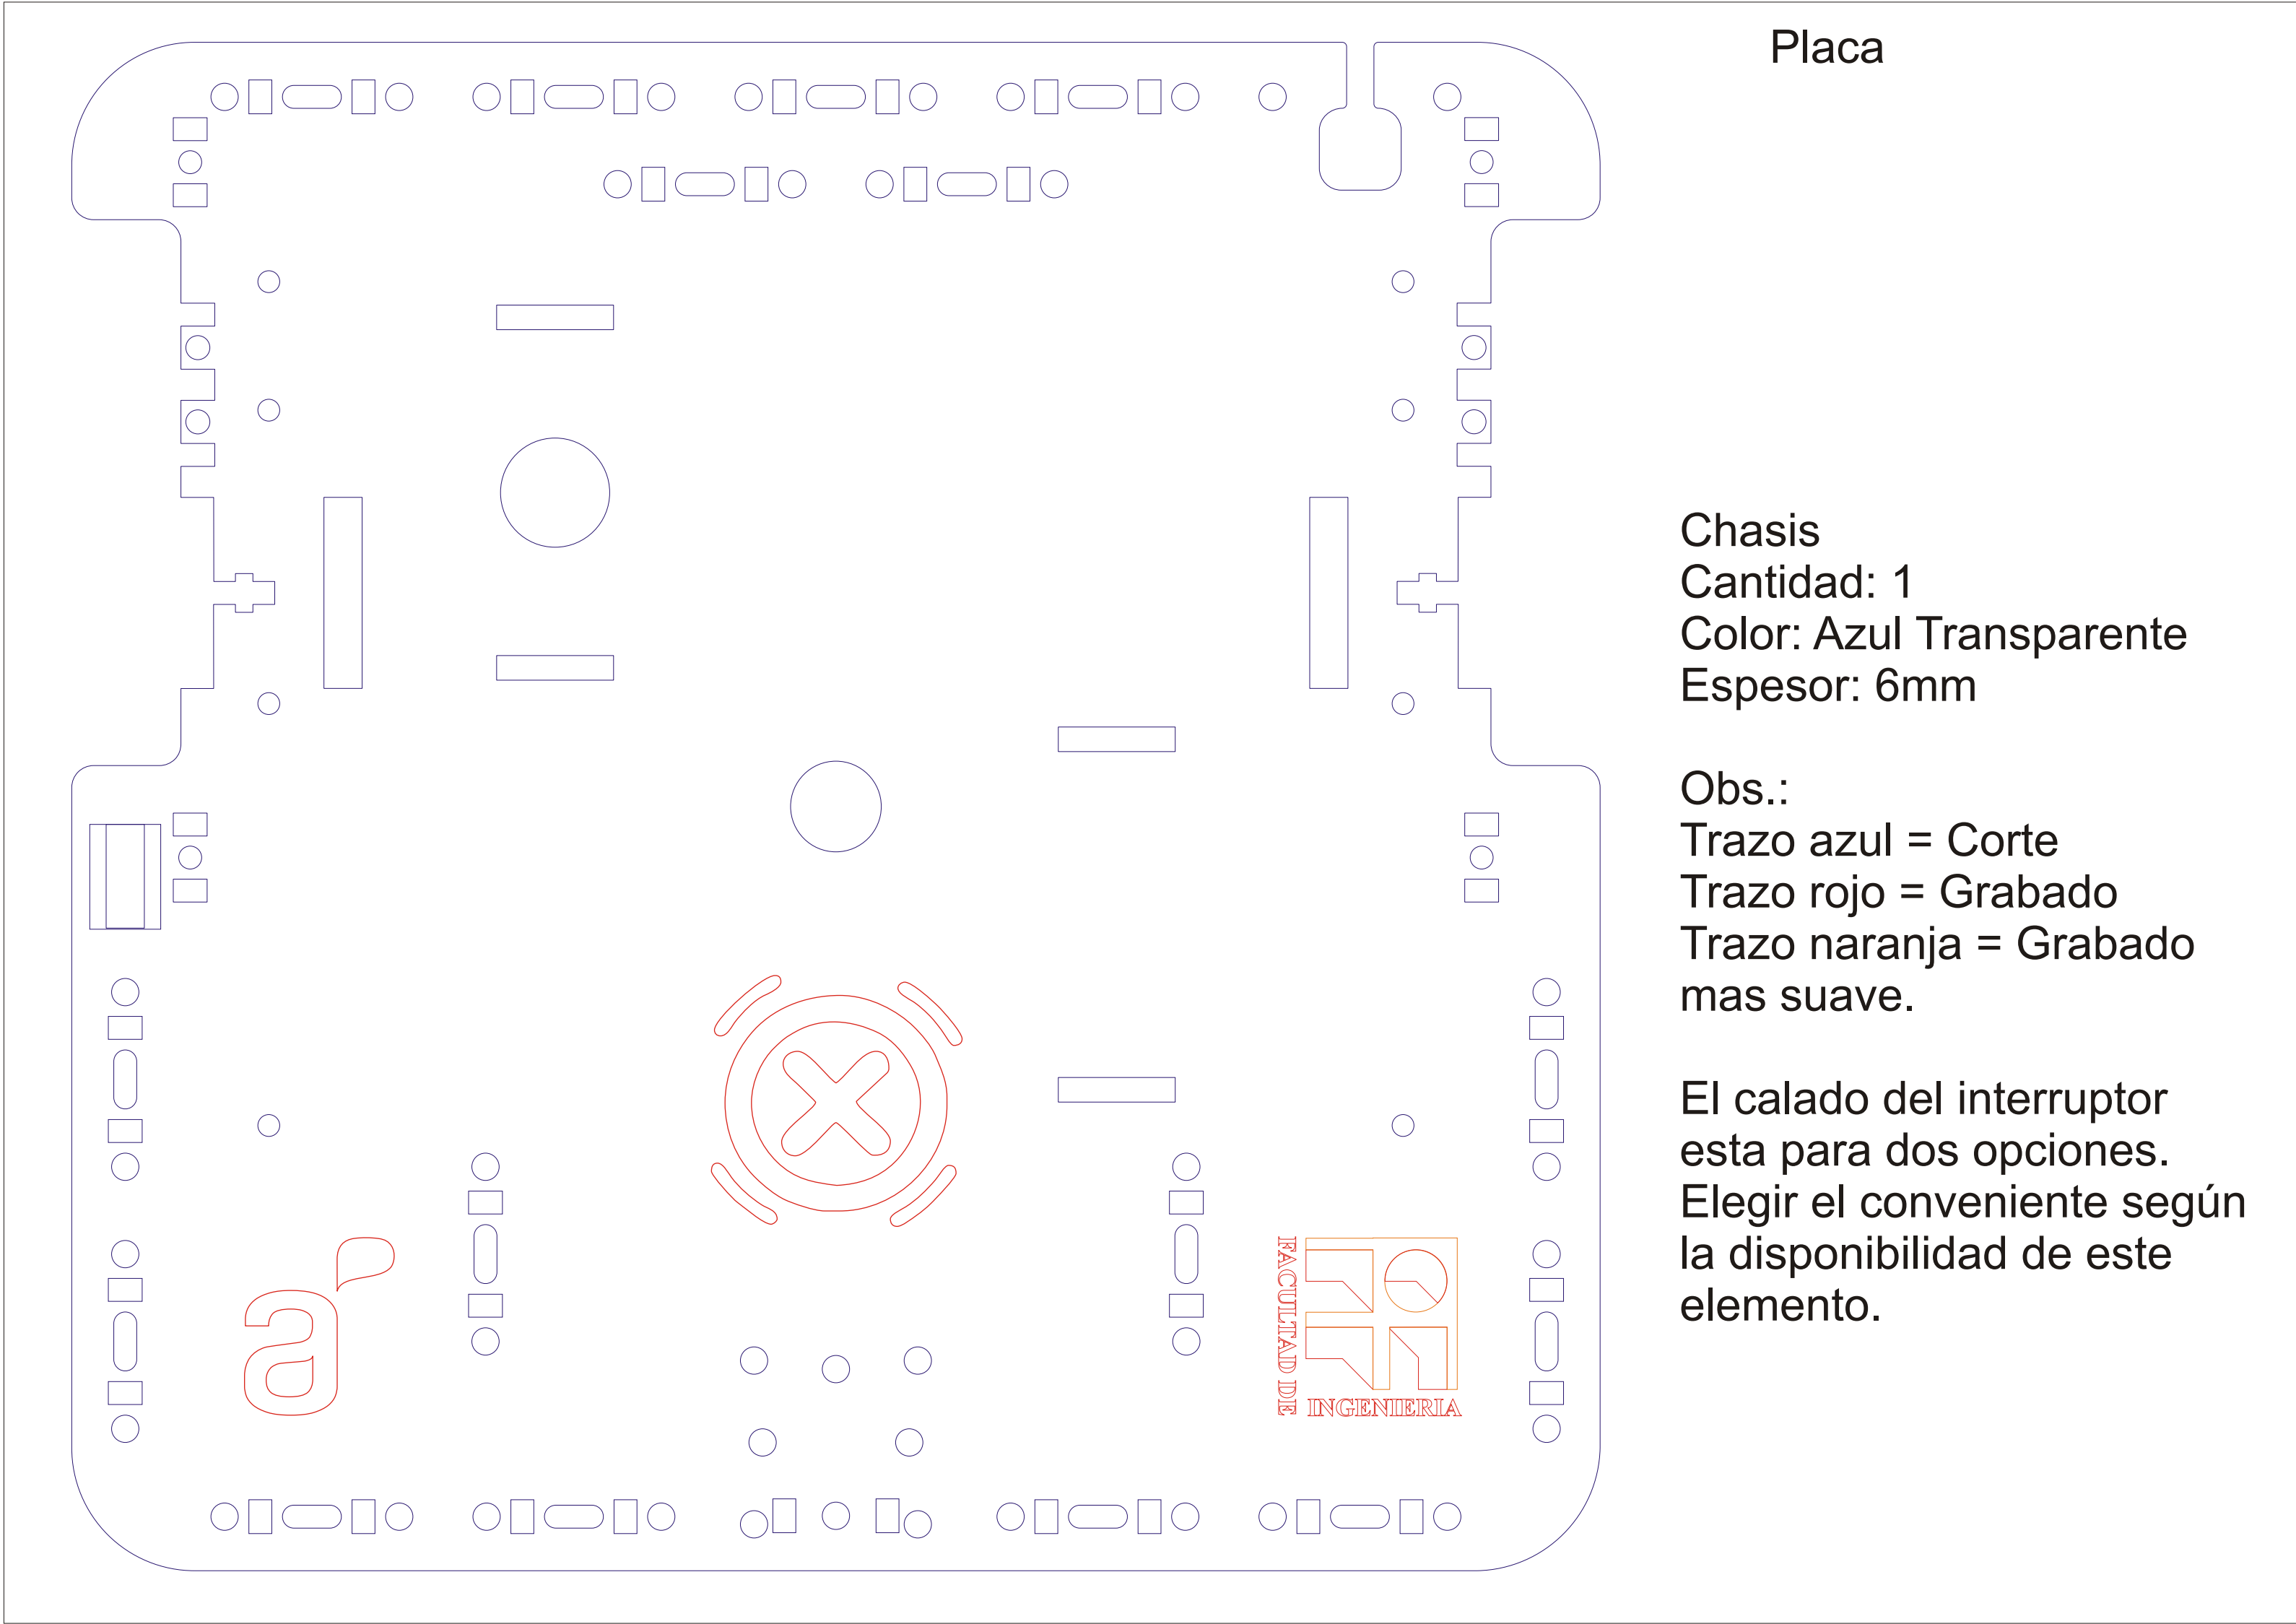 Placa
Chasis
Cantidad: 1
Color: Azul Transparente
Espesor: 6mm
Obs.:
Trazo azul = Corte
Trazo rojo = Grabado
Trazo naranja = Grabado
mas suave.
El calado del interruptor
esta para dos opciones.
Elegir el conveniente según
la disponibilidad de este
elemento.
a
FACULTAD DE
INGENIERIA